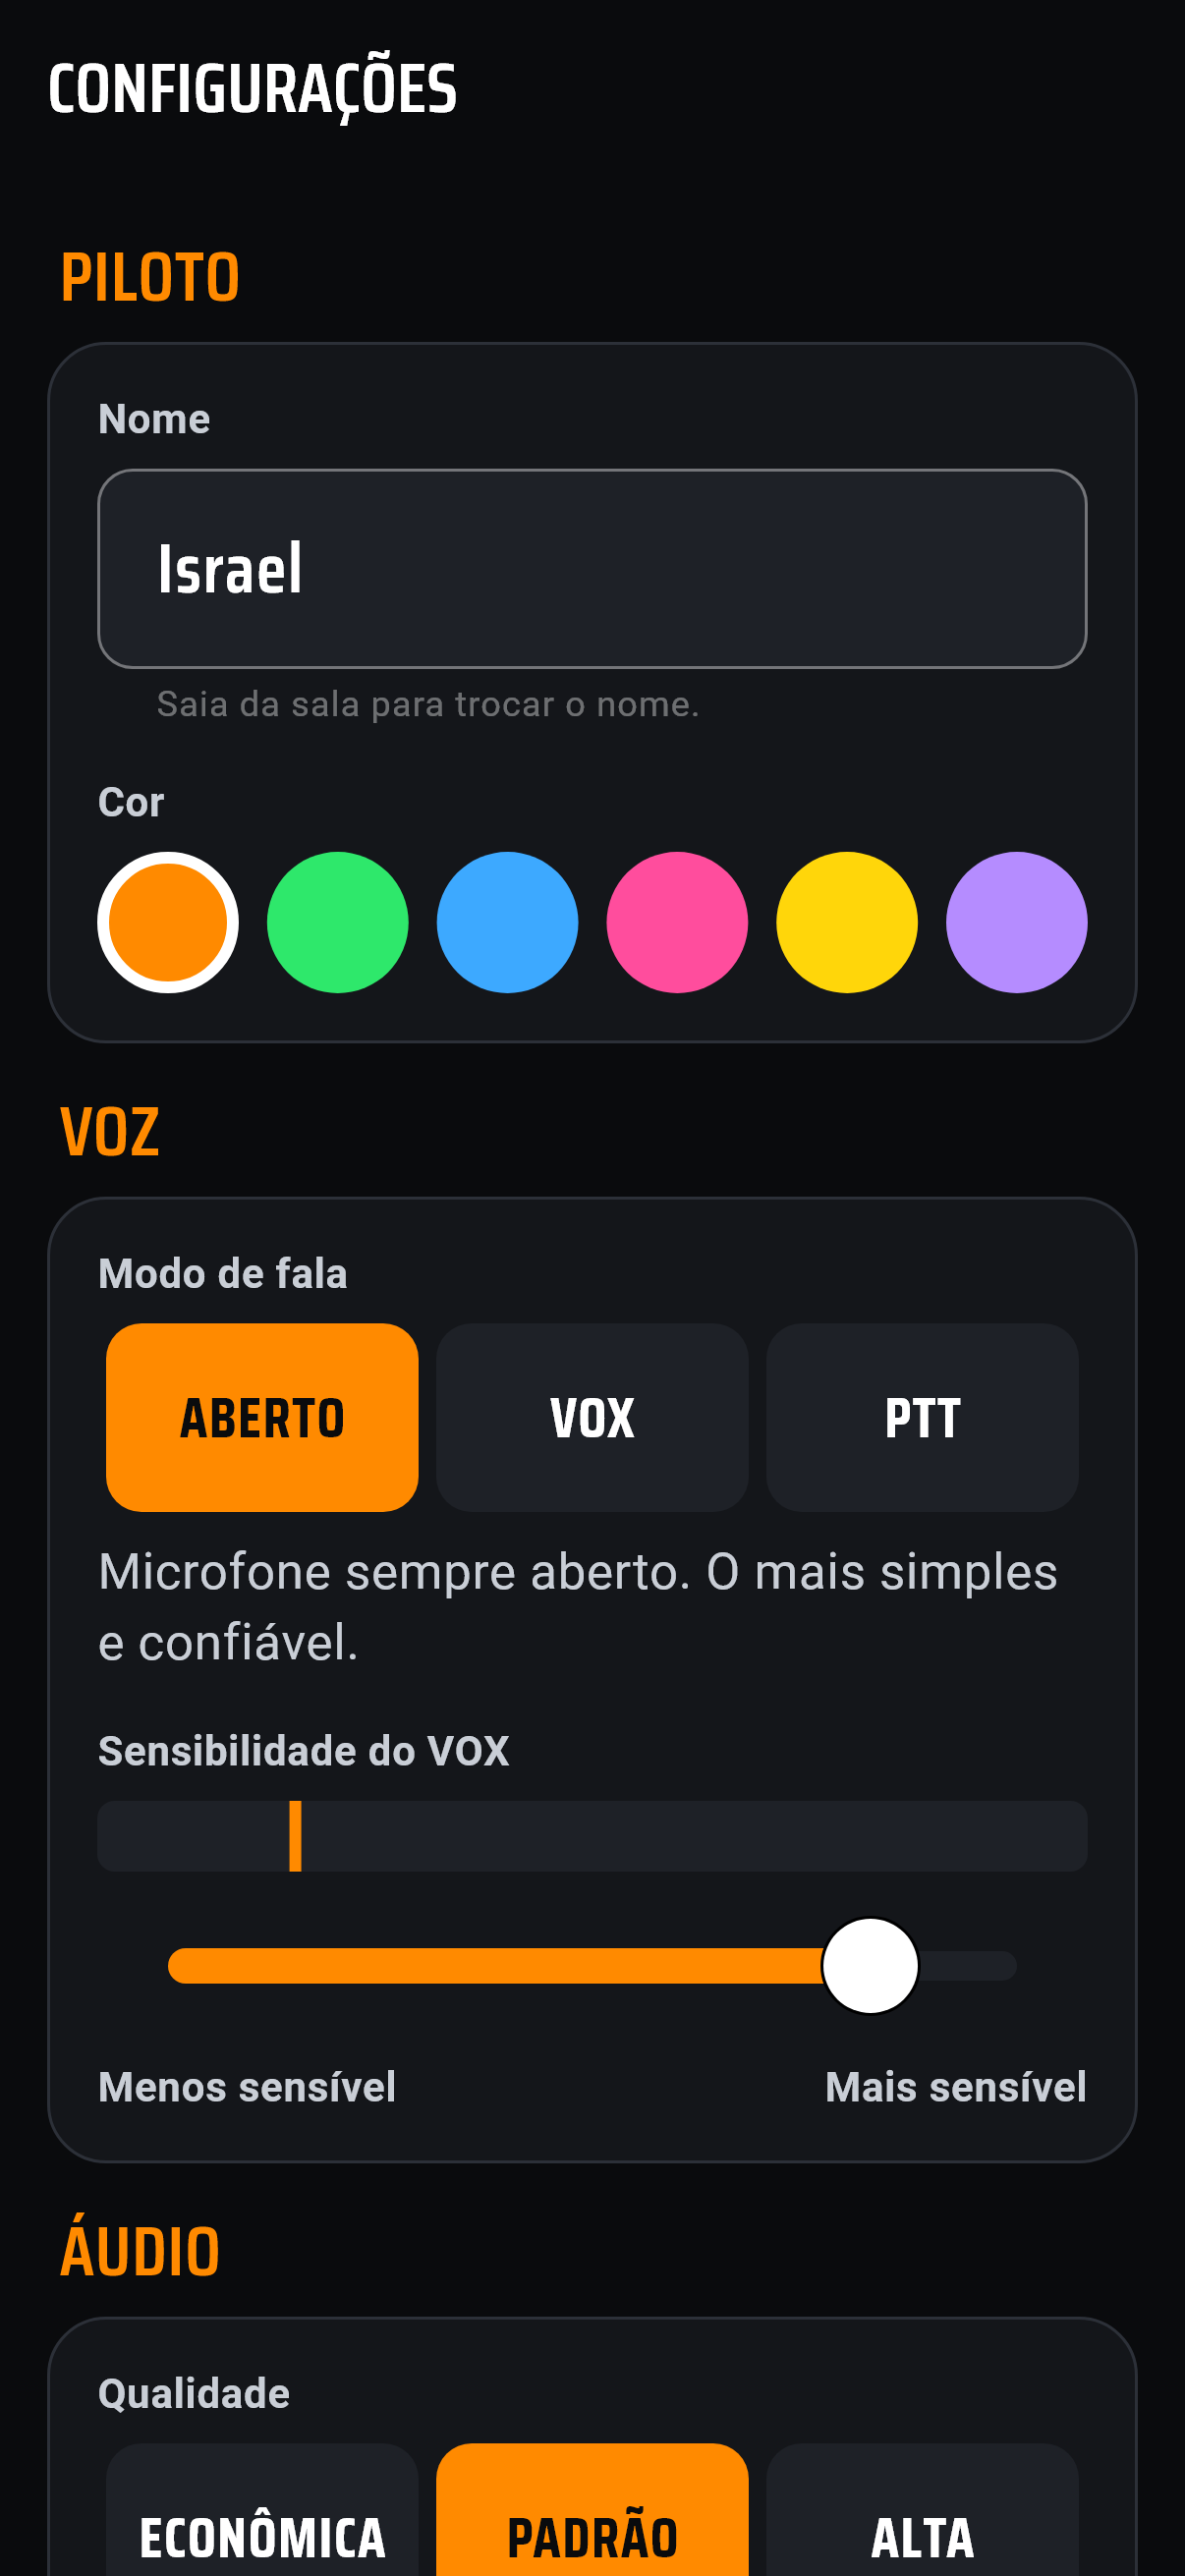 CONFIGURAÇÕES
PILOTO
Nome
Israel
Saia da sala para trocar o nome.
Cor
VOZ
Modo de fala
ABERTO VOX PTT
Microfone sempre aberto. O mais simples
e confiável.
Sensibilidade do VOX
Menos sensível Mais sensível
ÁUDIO
Qualidade
ECONÔMICA PADRÃO ALTA